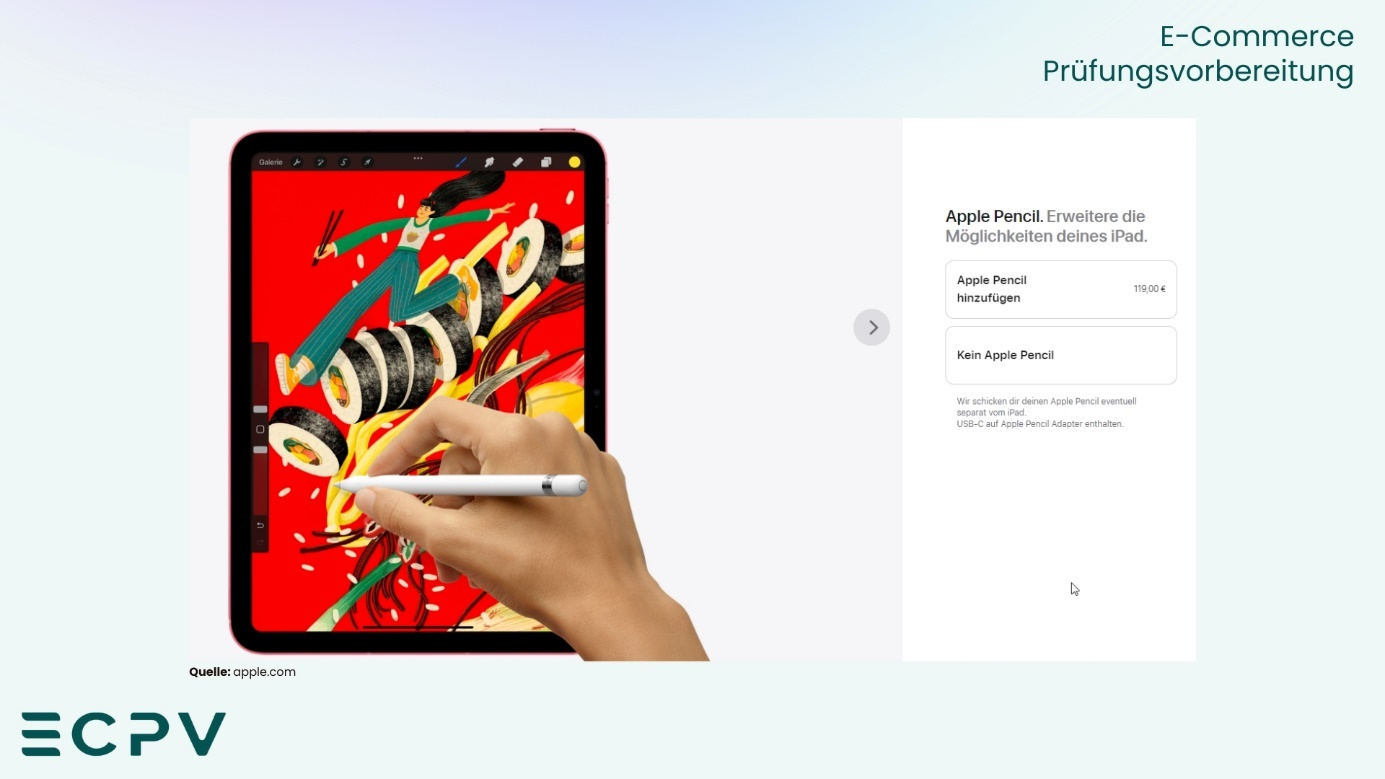 E-Commerce
Prüfungsvorbereitung
Galerie
Apple Pencil. Erweitere die
Möglichkeiten deines iPad.
Apple Pencil
hinzufügen
119,00 €
Kein Apple Pencil
Wir schicken dir deinen Apple Pencil eventuell
separat vom iPad.
USB-C auf Apple Pencil Adapter enthalten.
Quelle: apple.com
ECPV